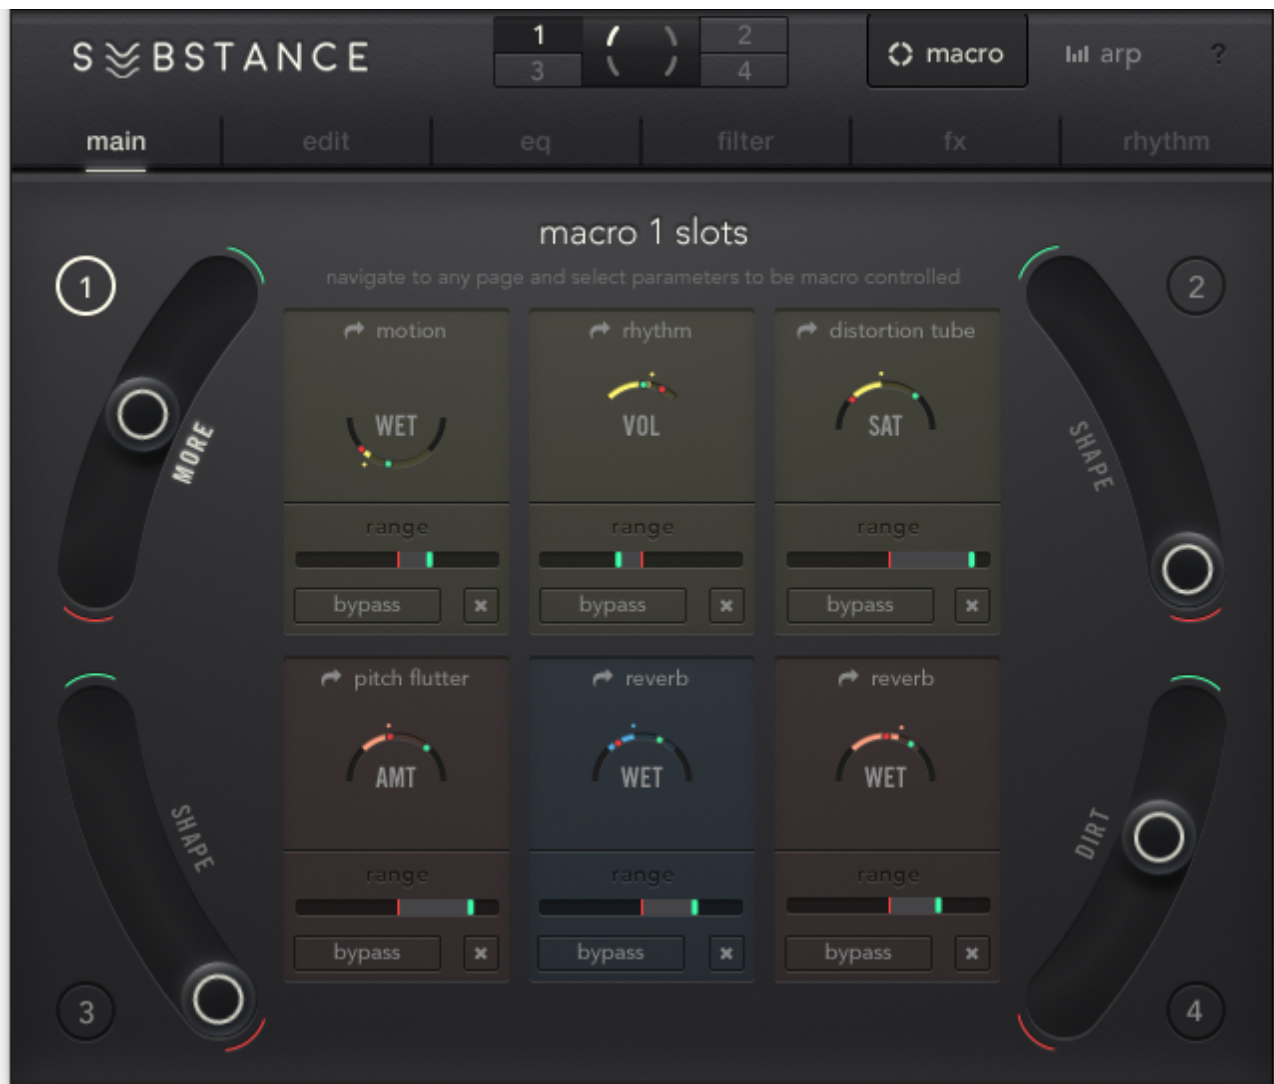 SUBSTANCE
1 2
3 4
macro
arp
?
main edit eq filter fx rhythm
macro 1 slots
navigate to any page and select parameters to be macro controlled
1
2
MORE
SHAPE
motion
WET
range
bypass
rhythm
VOL
range
bypass
distortion tube
SAT
range
bypass
pitch flutter
AMT
range
bypass
reverb
WET
range
bypass
reverb
WET
range
bypass
SHAPE
DIRT
3
4